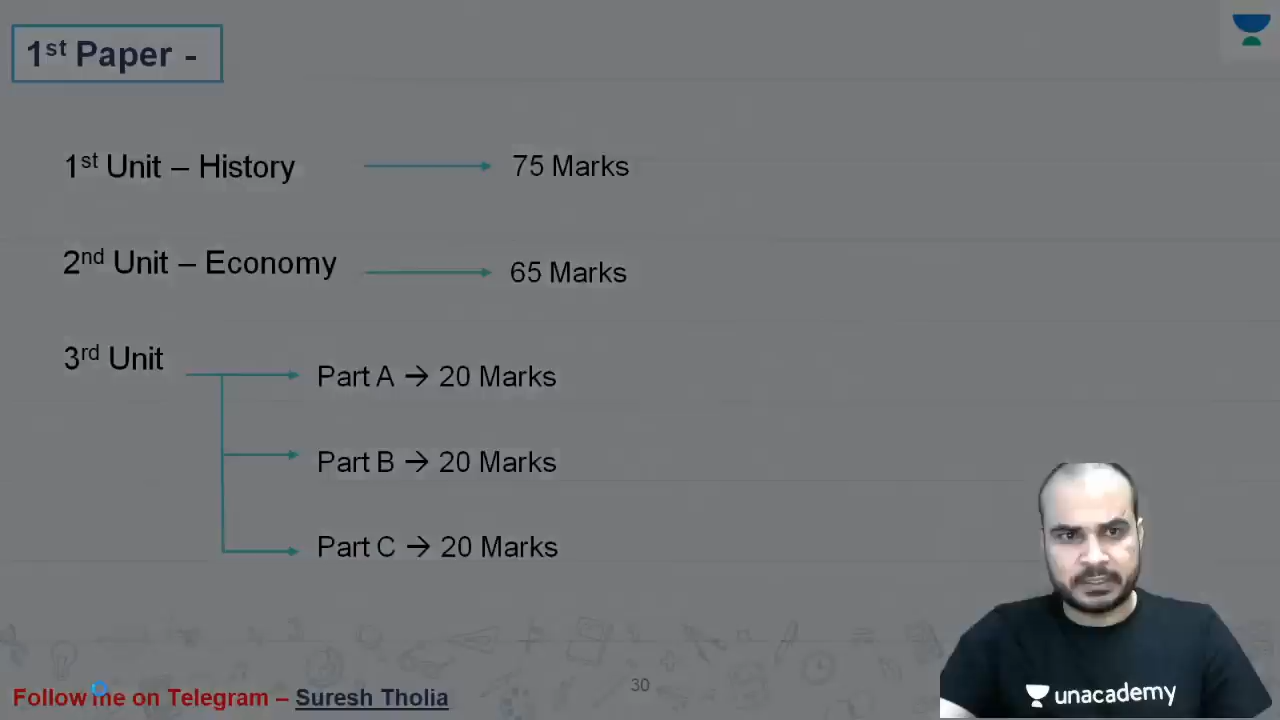 1st Paper -
1st Unit – History → 75 Marks
2nd Unit – Economy → 65 Marks
3rd Unit
Part A → 20 Marks
Part B → 20 Marks
Part C → 20 Marks
30
Follow me on Telegram – Suresh Tholia
unacademy